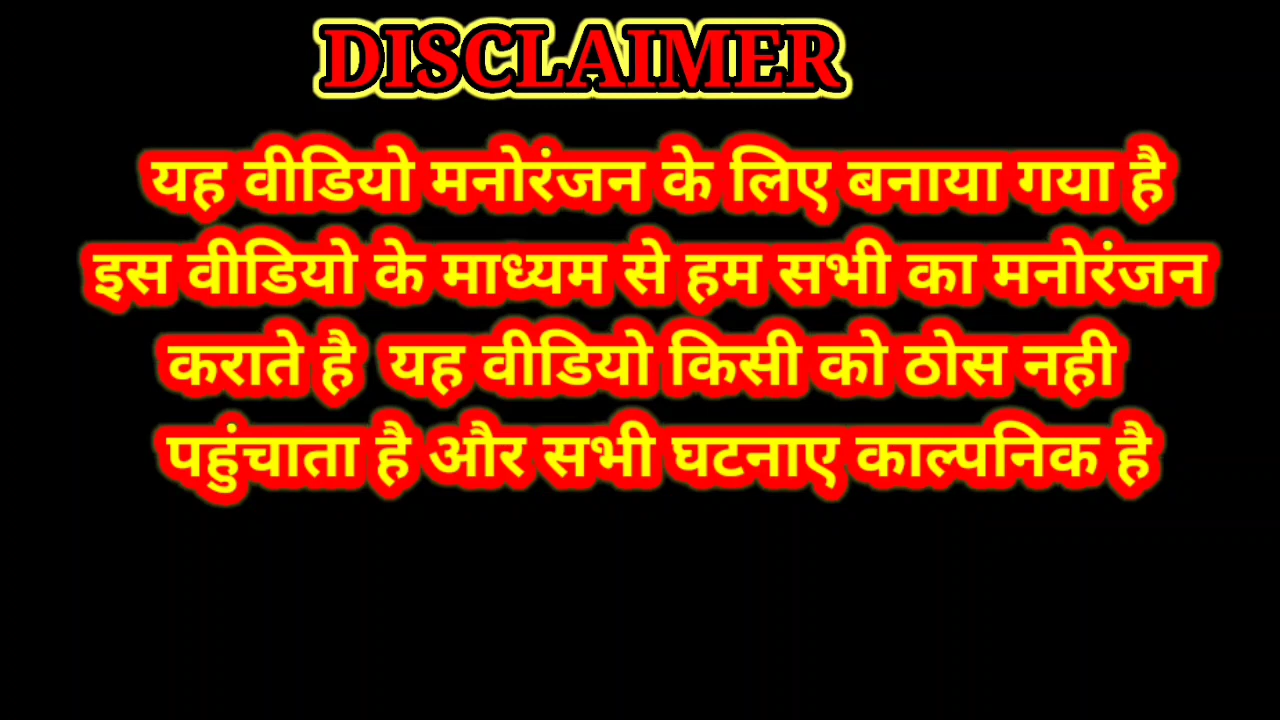 DISCLAIMER
यह वीडियो मनोरंजन के लिए बनाया गया है
इस वीडियो के माध्यम से हम सभी का मनोरंजन
कराते है यह वीडियो किसी को ठोस नही
पहुंचाता है और सभी घटनाए काल्पनिक है